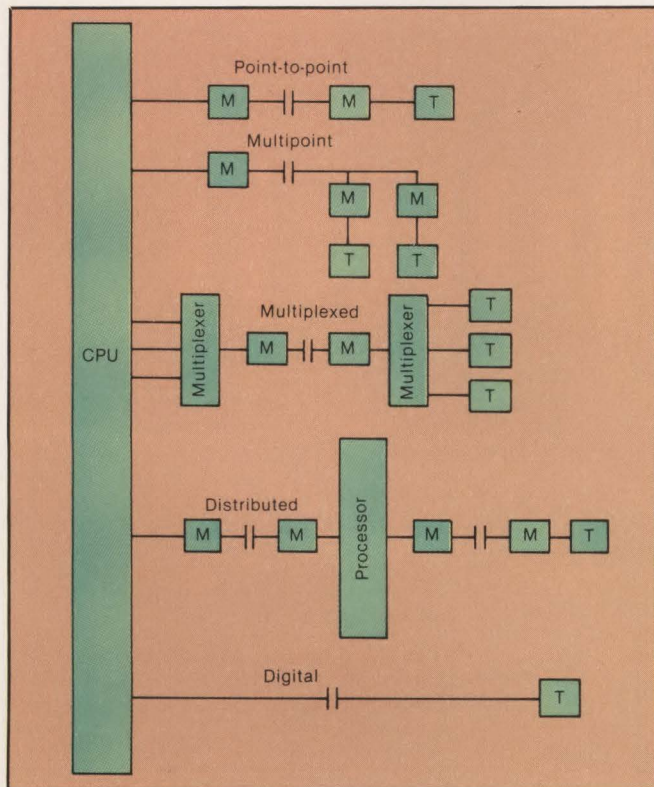 Point-to-point
M M T
Multipoint
M
M M
T T
CPU
Multiplexer
Multiplexed
M M
Multiplexer
T
T
T
Distributed
M M
Processor
M M T
Digital
T